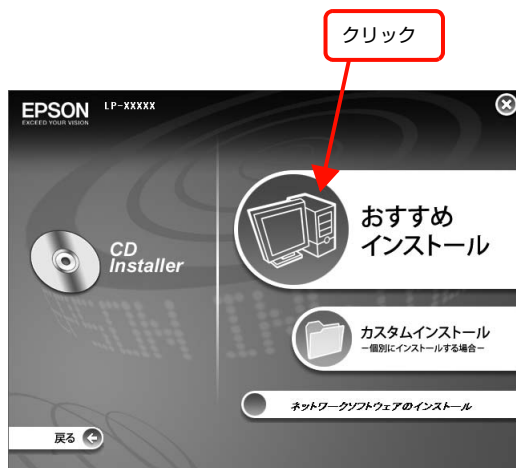 クリック
EPSON
EXCEED YOUR VISION
LP-XXXXX
おすすめ
インストール
CD
Installer
カスタムインストール
－個別にインストールする場合－
ネットワークソフトウェアのインストール
戻る